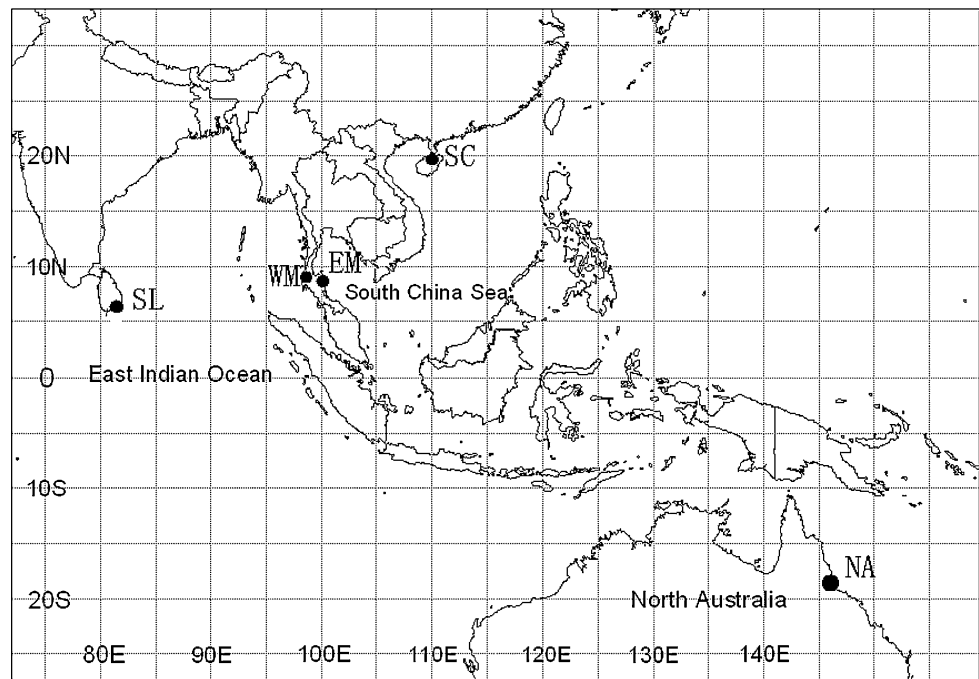 20N
SC
10N
WM
EM
South China Sea
SL
East Indian Ocean
0
10S
NA
20S
North Australia
80E 90E 100E 110E 120E 130E 140E